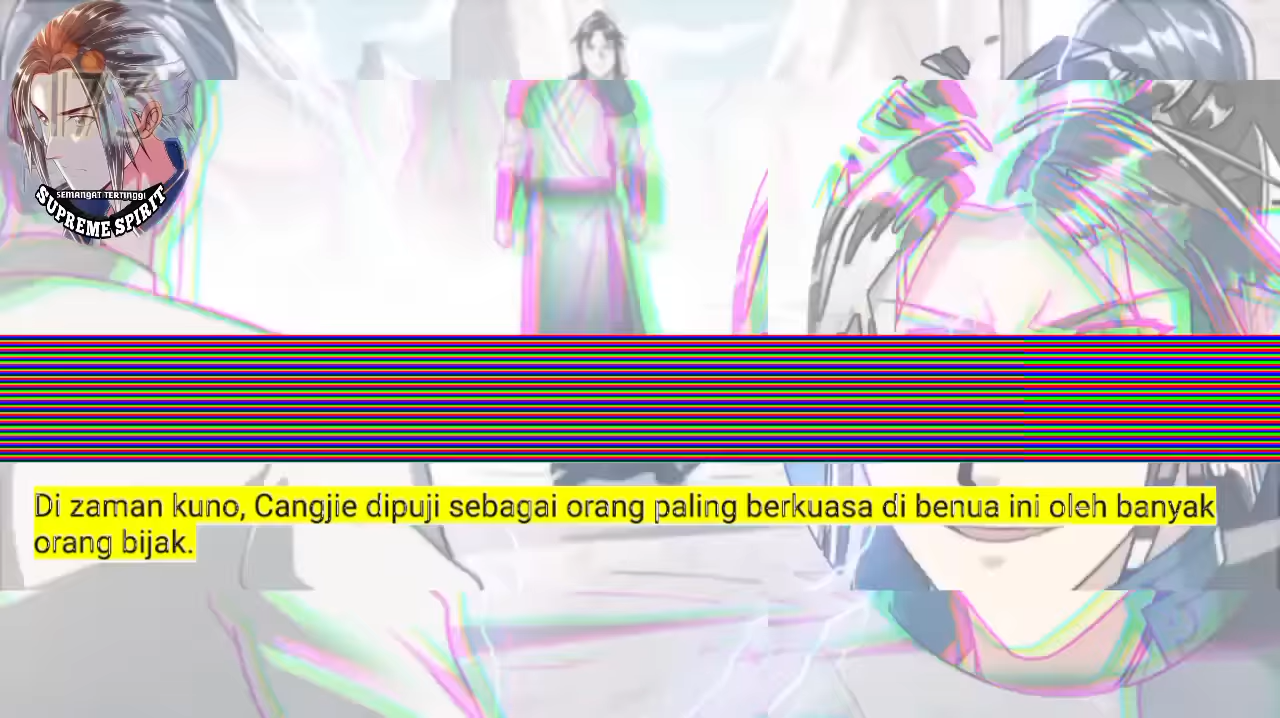 SEMANGAT TERTINGGI
SUPREME SPIRIT
Di zaman kuno, Cangjie dipuji sebagai orang paling berkuasa di benua ini oleh banyak
orang bijak.